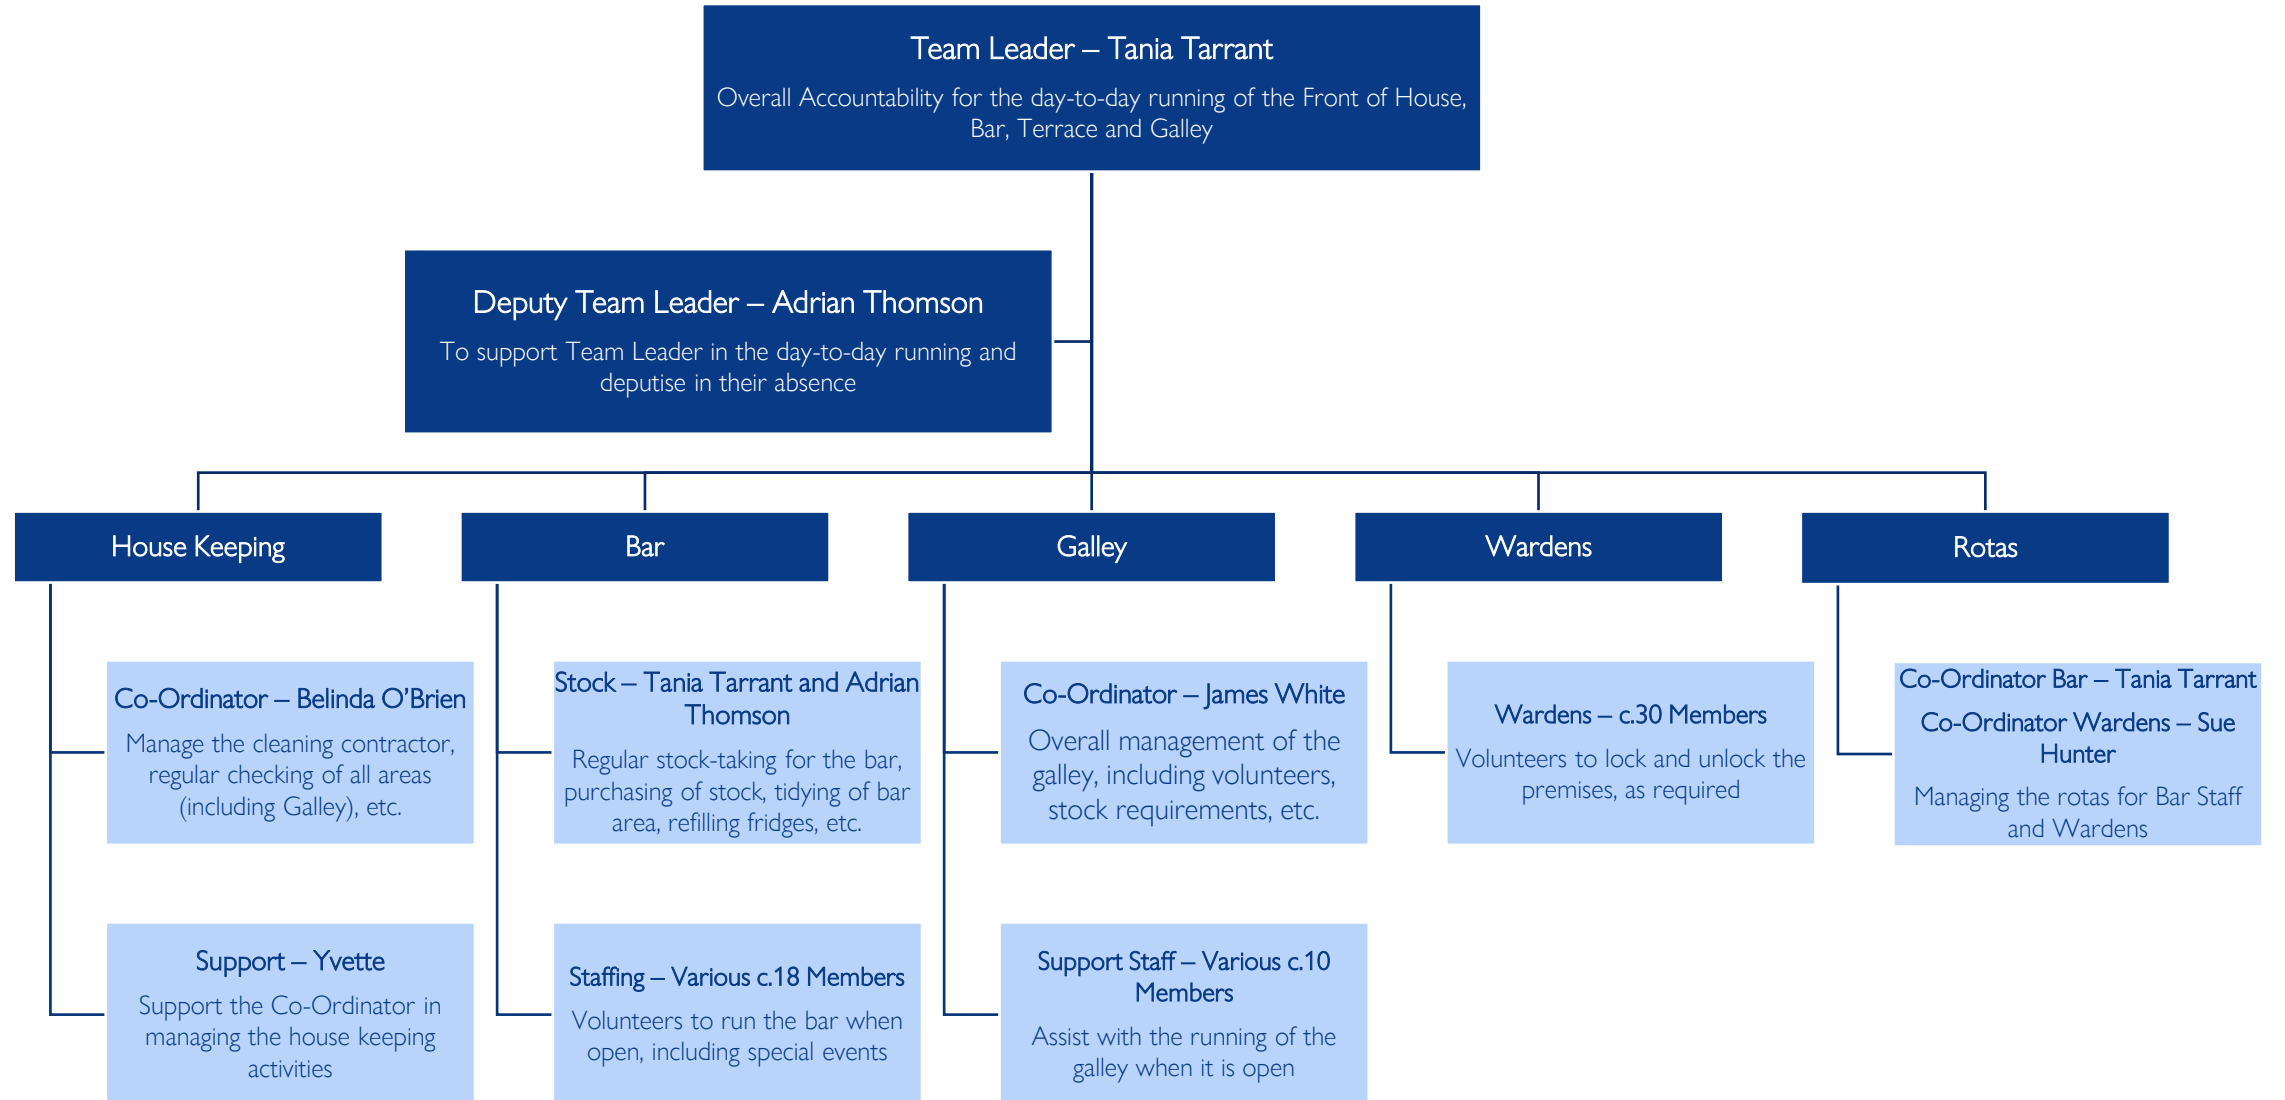 Team Leader – Tania Tarrant
Overall Accountability for the day-to-day running of the Front of House,
Bar, Terrace and Galley
Deputy Team Leader – Adrian Thomson
To support Team Leader in the day-to-day running and
deputise in their absence
House Keeping
Bar
Galley
Wardens
Rotas
Co-Ordinator – Belinda O’Brien
Manage the cleaning contractor,
regular checking of all areas
(including Galley), etc.
Stock – Tania Tarrant and Adrian
Thomson
Regular stock-taking for the bar,
purchasing of stock, tidying of bar
area, refilling fridges, etc.
Co-Ordinator – James White
Overall management of the
galley, including volunteers,
stock requirements, etc.
Wardens – c.30 Members
Volunteers to lock and unlock the
premises, as required
Co-Ordinator Bar – Tania Tarrant
Co-Ordinator Wardens – Sue
Hunter
Managing the rotas for Bar Staff
and Wardens
Support – Yvette
Support the Co-Ordinator in
managing the house keeping
activities
Staffing – Various c.18 Members
Volunteers to run the bar when
open, including special events
Support Staff – Various c.10
Members
Assist with the running of the
galley when it is open